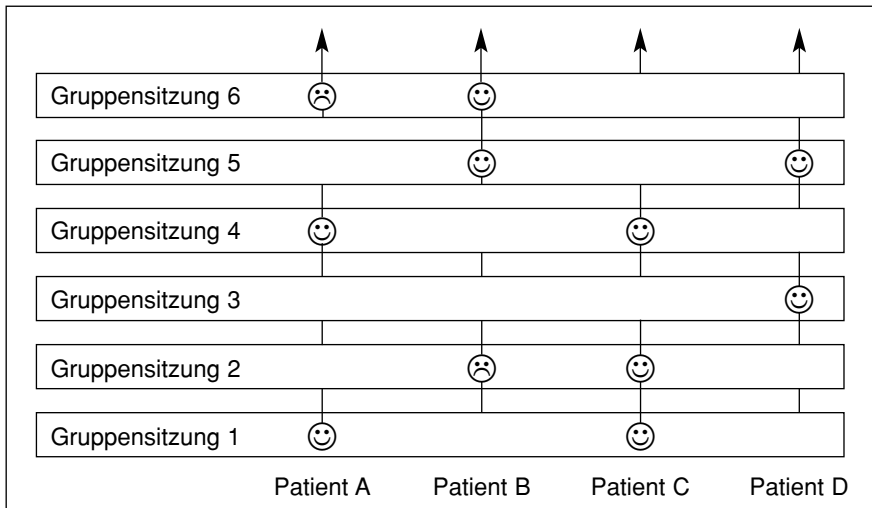 Gruppensitzung 6
Gruppensitzung 5
Gruppensitzung 4
Gruppensitzung 3
Gruppensitzung 2
Gruppensitzung 1
Patient A Patient B Patient C Patient D